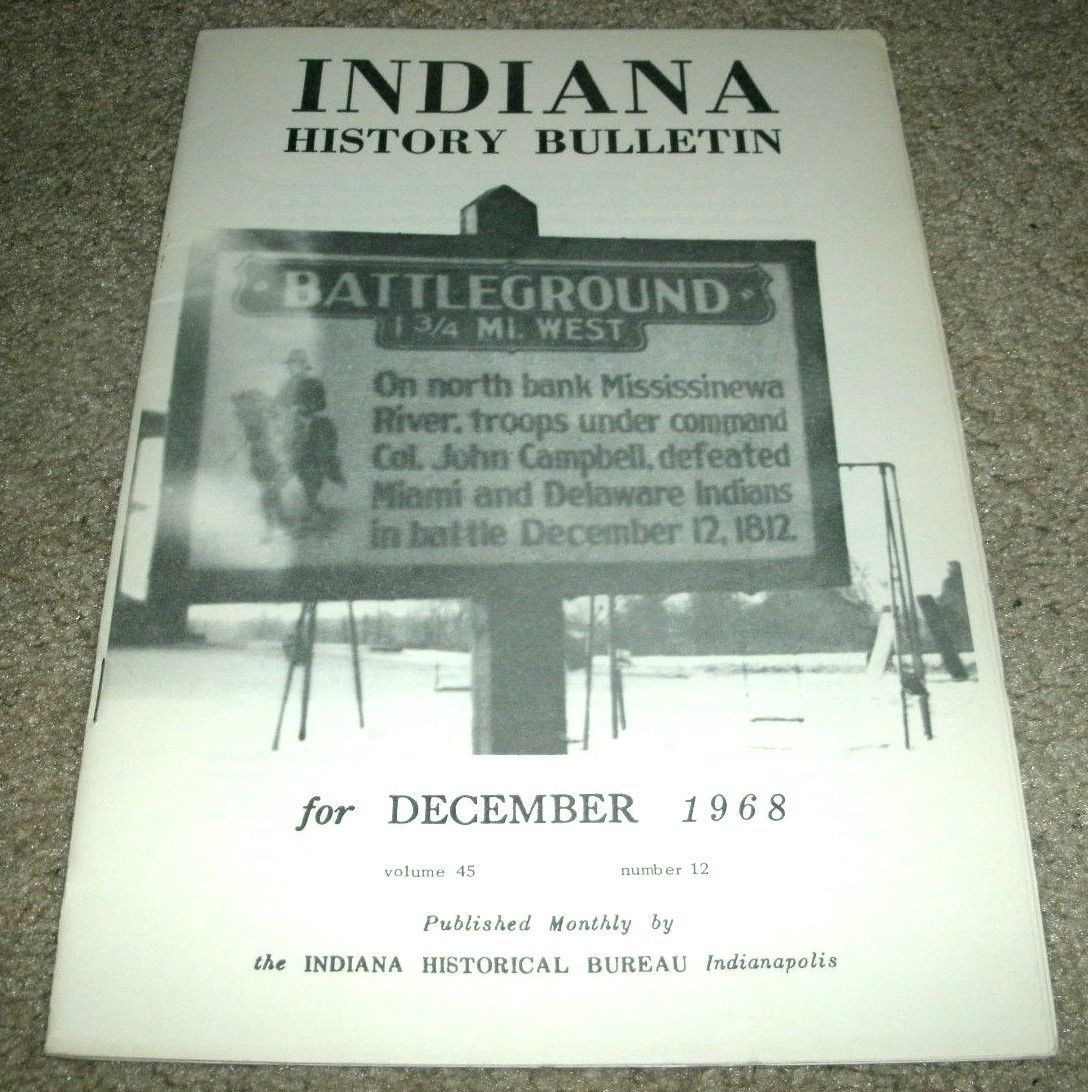 INDIANA
HISTORY BULLETIN
BATTLEGROUND
1 3/4 MI. WEST
On north bank Mississinewa
River, troops under command
Col. John Campbell, defeated
Miami and Delaware Indians
in battle December 12, 1812.
for DECEMBER 1968
volume 45 number 12
Published Monthly by
the INDIANA HISTORICAL BUREAU Indianapolis